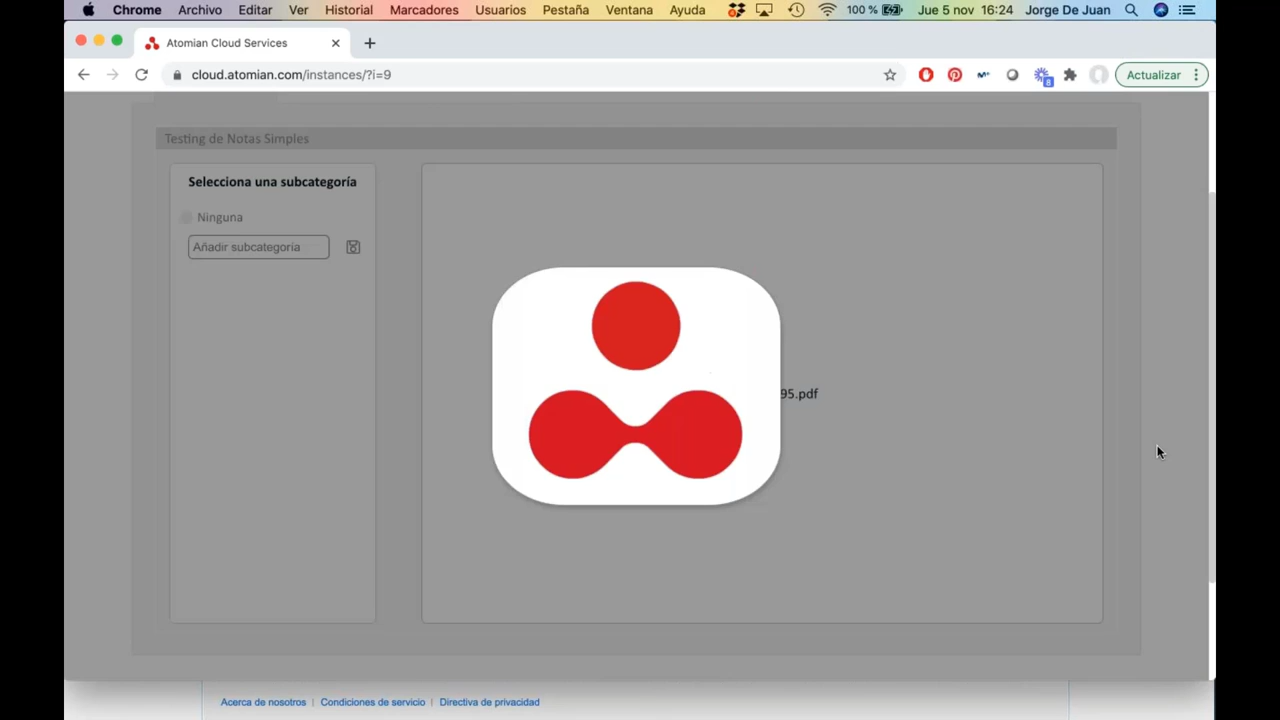 Chrome Archivo Editar Ver Historial Marcadores Usuarios Pestaña Ventana Ayuda 100 % Jue 5 nov 16:24 Jorge De Juan
Atomian Cloud Services
cloud.atomian.com/instances/?i=9
8
Actualizar
Testing de Notas Simples
Selecciona una subcategoría
Ninguna
Añadir subcategoría
95.pdf
Acerca de nosotros | Condiciones de servicio | Directiva de privacidad